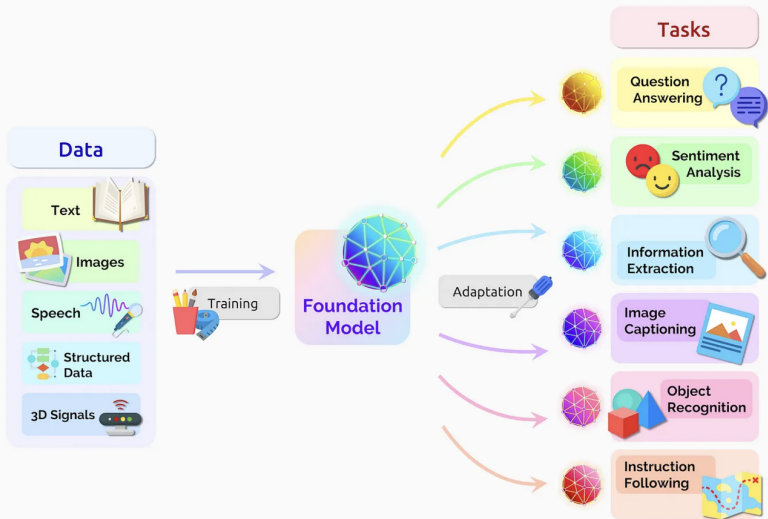 Tasks
Question
Answering
Data
Sentiment
Analysis
Text
Images
Information
Extraction
Training
Foundation
Model
Adaptation
Speech
Image
Captioning
Structured
Data
3D Signals
Object
Recognition
Instruction
Following